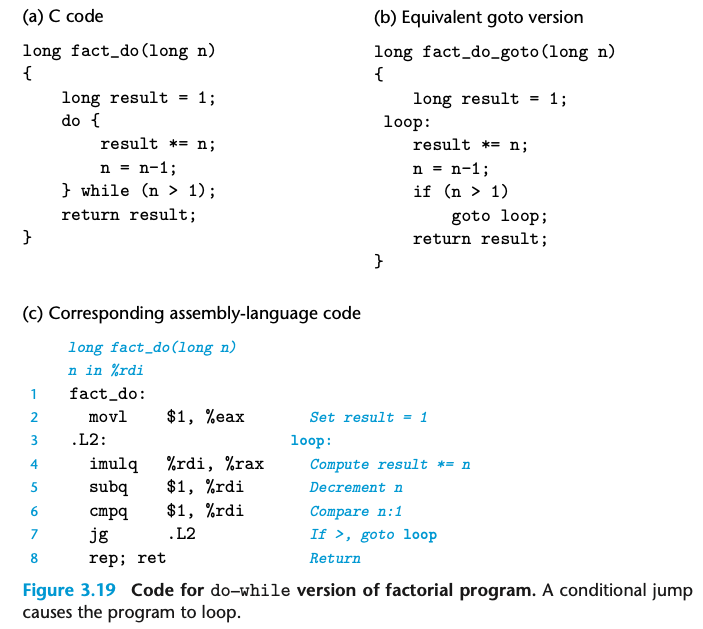 (a) C code
long fact_do(long n)
{
    long result = 1;
    do {
        result *= n;
        n = n-1;
    } while (n > 1);
    return result;
}
(b) Equivalent goto version
long fact_do_goto(long n)
{
    long result = 1;
 loop:
    result *= n;
    n = n-1;
    if (n > 1)
        goto loop;
    return result;
}
(c) Corresponding assembly-language code
long fact_do(long n)
n in %rdi
1 fact_do:
2 movl $1, %eax Set result = 1
3 .L2: loop:
4 imulq %rdi, %rax Compute result *= n
5 subq $1, %rdi Decrement n
6 cmpq $1, %rdi Compare n:1
7 jg .L2 If >, goto loop
8 rep; ret Return
Figure 3.19 Code for do–while version of factorial program. A conditional jump
causes the program to loop.